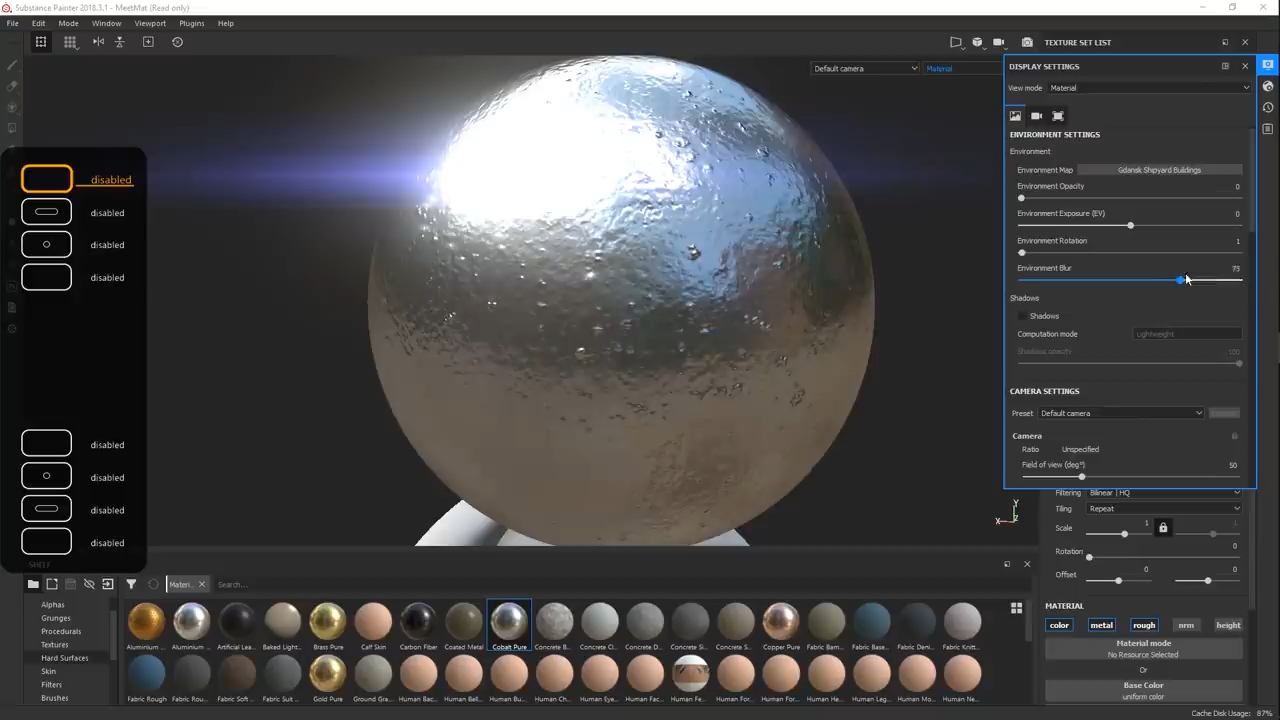 Substance Painter 2018.3.1 - MeetMat (Read only)
File Edit Mode Window Viewport Plugins Help
TEXTURE SET LIST
Default camera
Material
DISPLAY SETTINGS
View mode Material
ENVIRONMENT SETTINGS
Environment
Environment Map Gdansk Shipyard Buildings
Environment Opacity 0
Environment Exposure (EV) 0
Environment Rotation 1
Environment Blur 73
Shadows
Shadows
Computation mode Lightweight
Shadows opacity 100
CAMERA SETTINGS
Preset Default camera
Camera
Ratio Unspecified
Field of view (deg°) 50
Filtering Bilinear | HQ
Tiling Repeat
Scale 1 1
Rotation 0
Offset 0 0
MATERIAL
color metal rough nrm height
Material mode
No Resource Selected
Or
Base Color
uniform color
disabled
disabled
disabled
disabled
disabled
disabled
disabled
disabled
SHELF
Materi... Search...
Alphas
Grunges
Procedurals
Textures
Hard Surfaces
Skin
Filters
Brushes
Aluminium ... Aluminium ... Artificial Lea... Baked Light... Brass Pure Calf Skin Carbon Fiber Coated Metal Cobalt Pure Concrete B... Concrete Cl... Concrete D... Concrete Si... Concrete S... Copper Pure Fabric Bam... Fabric Base... Fabric Deni... Fabric Knitt...
Fabric Rough Fabric Rou... Fabric Soft ... Fabric Suit ... Gold Pure Ground Gra... Human Bac... Human Bell... Human Bu... Human Ch... Human Eye... Human Fac... Human Fe... Human For... Human For... Human He... Human Leg... Human Mo... Human Ne...
Cache Disk Usage: 87%
X Y Z